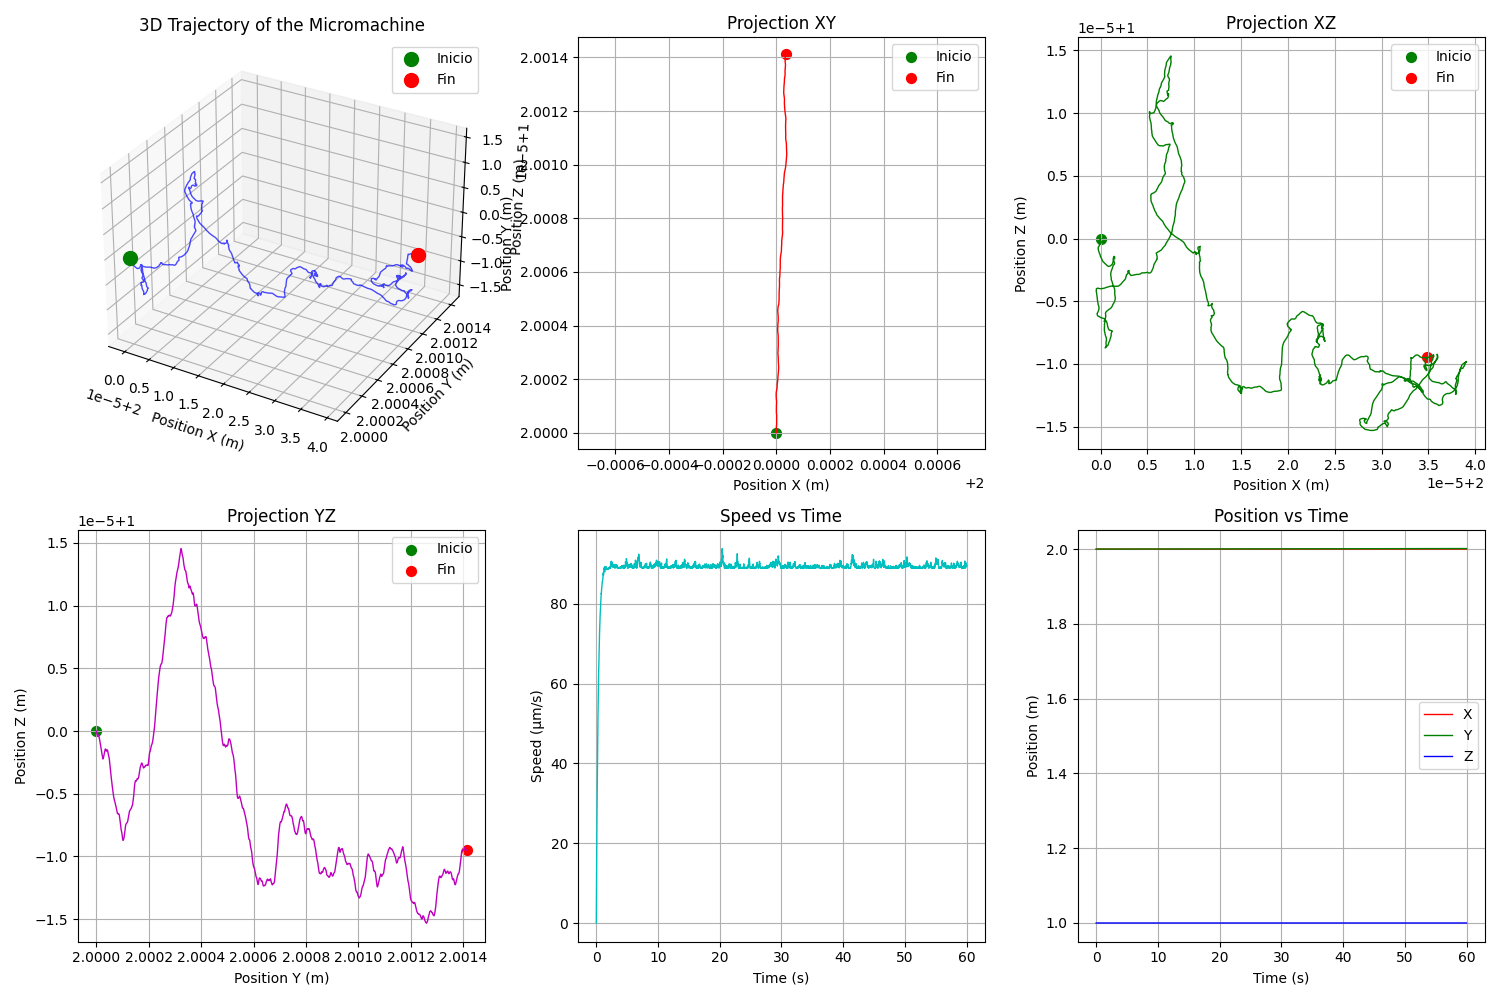 3D Trajectory of the Micromachine
Inicio
Fin
1.5
1.0
0.5
0.0
−0.5
−1.0
−1.5
1e−5+1
Position Z (m)
2.0014
2.0012
2.0010
2.0008
2.0006
2.0004
2.0002
2.0000
Position Y (m)
0.0 0.5 1.0 1.5 2.0 2.5 3.0 3.5 4.0
1e−5+2
Position X (m)
Projection XY
Inicio
Fin
2.0014
2.0012
2.0010
2.0008
2.0006
2.0004
2.0002
2.0000
Position Y (m)
−0.0006 −0.0004 −0.0002 0.0000 0.0002 0.0004 0.0006
Position X (m)
+2
Projection XZ
1e−5+1
Inicio
Fin
1.5
1.0
0.5
0.0
−0.5
−1.0
−1.5
Position Z (m)
0.0 0.5 1.0 1.5 2.0 2.5 3.0 3.5 4.0
Position X (m)
1e−5+2
Projection YZ
1e−5+1
Inicio
Fin
1.5
1.0
0.5
0.0
−0.5
−1.0
−1.5
Position Z (m)
2.0000 2.0002 2.0004 2.0006 2.0008 2.0010 2.0012 2.0014
Position Y (m)
Speed vs Time
80
60
40
20
0
Speed (μm/s)
0 10 20 30 40 50 60
Time (s)
Position vs Time
2.0
1.8
1.6
1.4
1.2
1.0
Position (m)
X
Y
Z
0 10 20 30 40 50 60
Time (s)